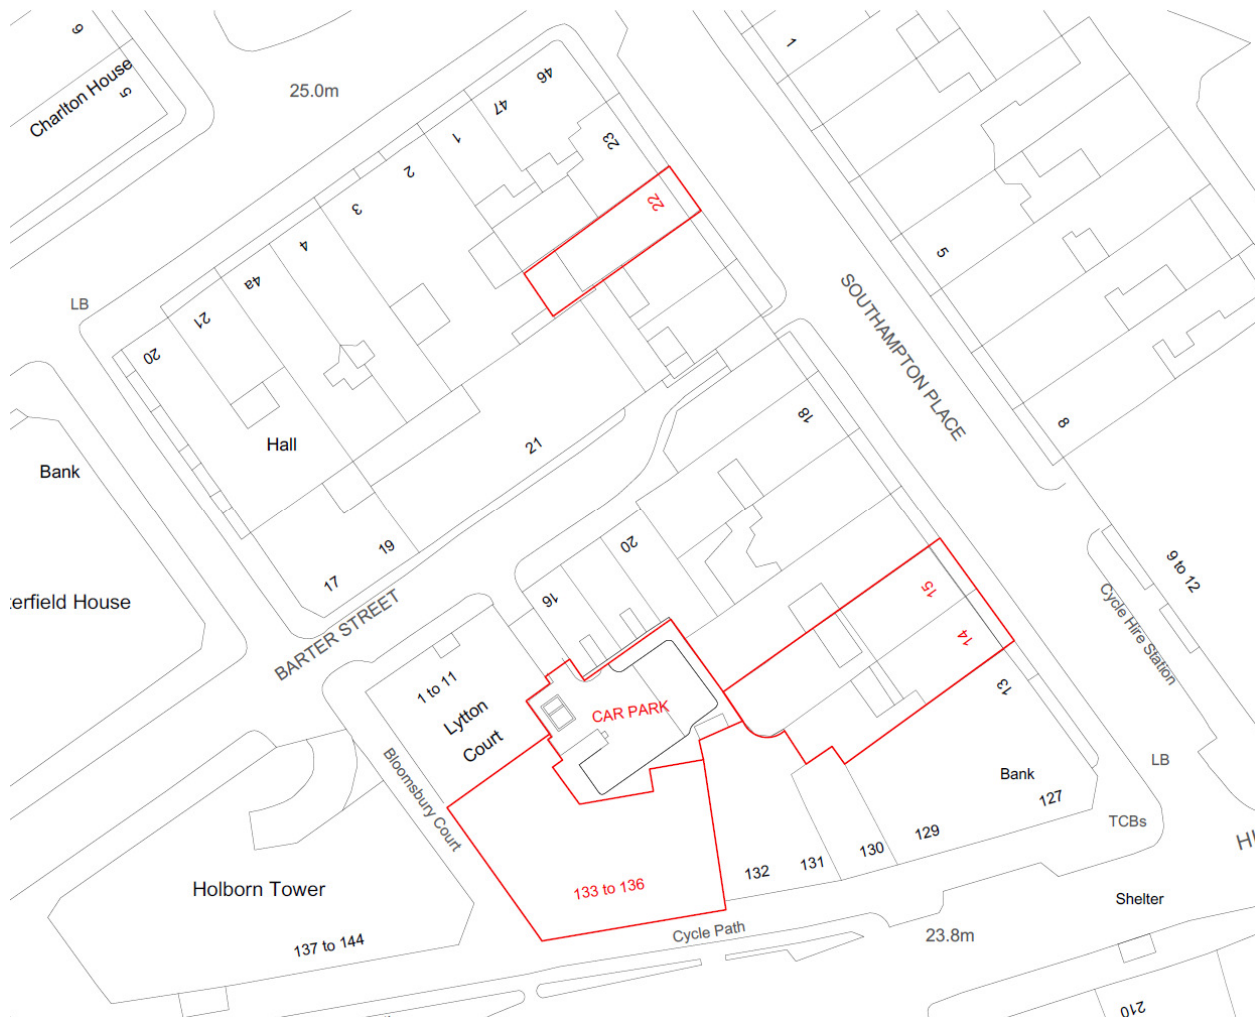 6
Charlton House
5
25.0m
46
47
1
2
3
4
4a
21
20
LB
23
22
1
5
8
SOUTHAMPTON PLACE
Hall
21
18
Bank
19
17
20
16
terfield House
BARTER STREET
9 to 12
Cycle Hire Station
15
14
13
1 to 11
Lytton
Court
CAR PARK
Bloomsbury Court
Bank
LB
127
TCBs
129
130
131
132
133 to 136
Holborn Tower
137 to 144
Cycle Path
23.8m
Shelter
210